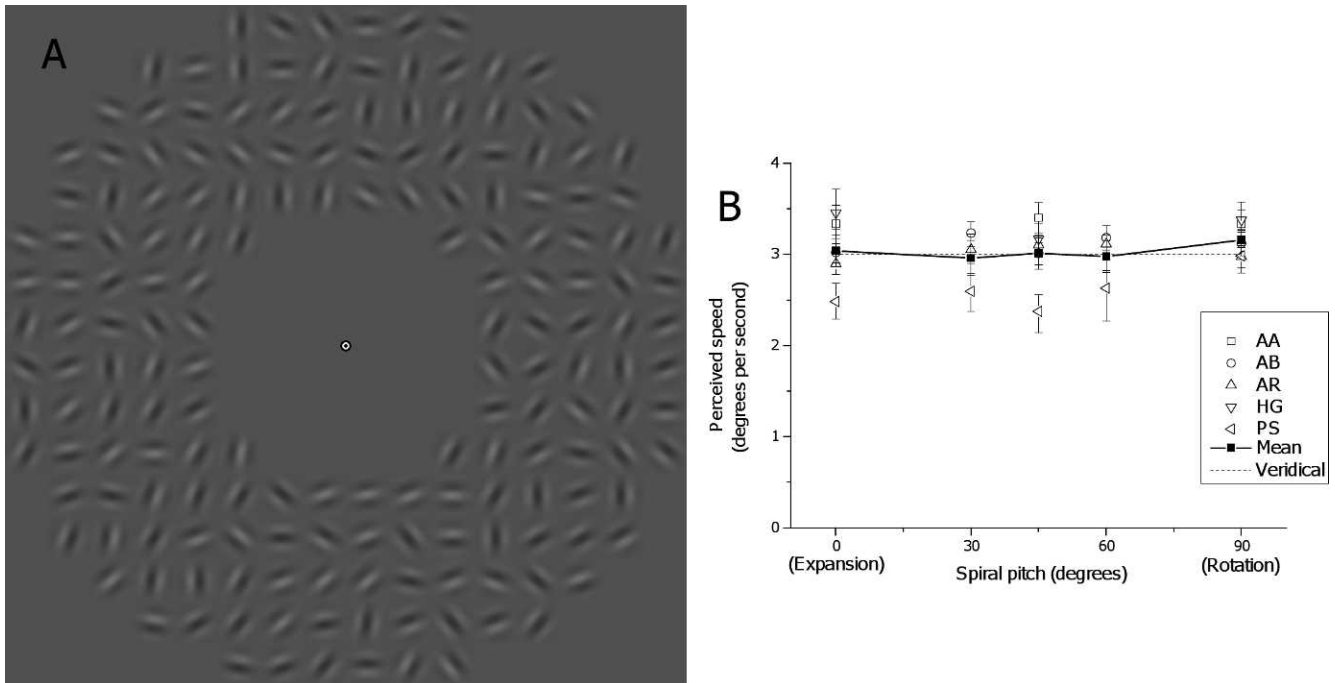 A
B
4
3
2
1
0
Perceived speed
(degrees per second)
0
30
45
60
90
(Expansion)
Spiral pitch (degrees)
(Rotation)
AA
AB
AR
HG
PS
Mean
Veridical